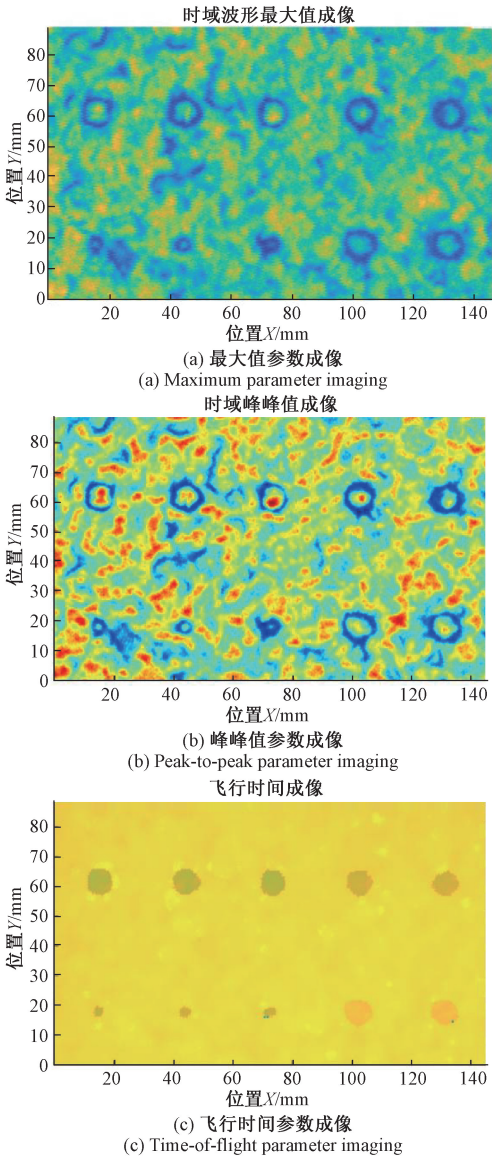 时域波形最大值成像
80
70
60
50
40
30
20
10
0
位置Y/mm
20 40 60 80 100 120 140
位置X/mm
(a) 最大值参数成像
(a) Maximum parameter imaging
时域峰峰值成像
80
70
60
50
40
30
20
10
0
位置Y/mm
20 40 60 80 100 120 140
位置X/mm
(b) 峰峰值参数成像
(b) Peak-to-peak parameter imaging
飞行时间成像
80
70
60
50
40
30
20
10
0
位置Y/mm
20 40 60 80 100 120 140
位置X/mm
(c) 飞行时间参数成像
(c) Time-of-flight parameter imaging